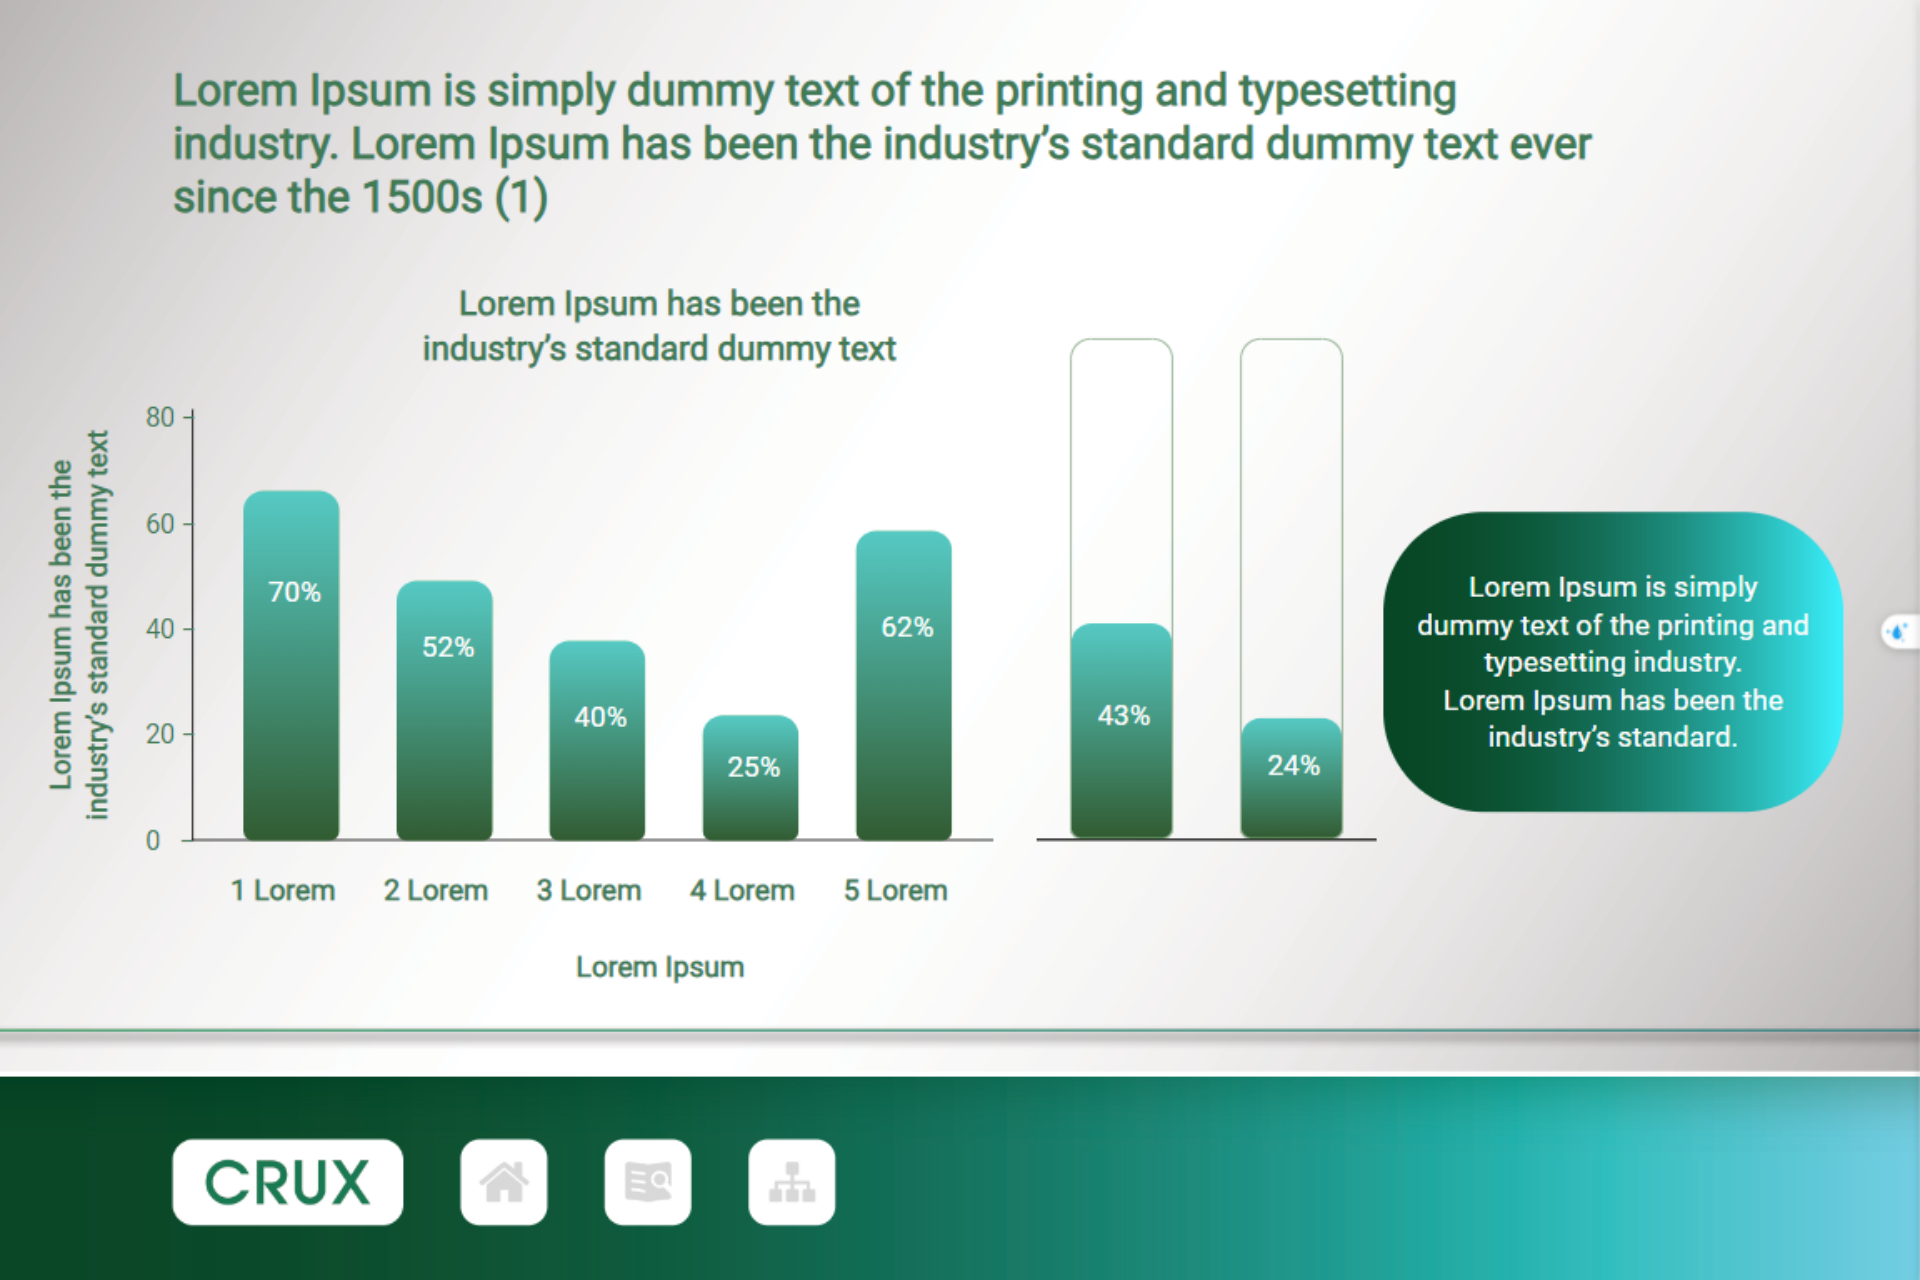 Lorem Ipsum is simply dummy text of the printing and typesetting
industry. Lorem Ipsum has been the industry’s standard dummy text ever
since the 1500s (1)
Lorem Ipsum has been the
industry’s standard dummy text
Lorem Ipsum has been the
industry’s standard dummy text
80
60
40
20
0
70%
52%
40%
25%
62%
1 Lorem
2 Lorem
3 Lorem
4 Lorem
5 Lorem
Lorem Ipsum
43%
24%
Lorem Ipsum is simply
dummy text of the printing and
typesetting industry.
Lorem Ipsum has been the
industry’s standard.
CRUX